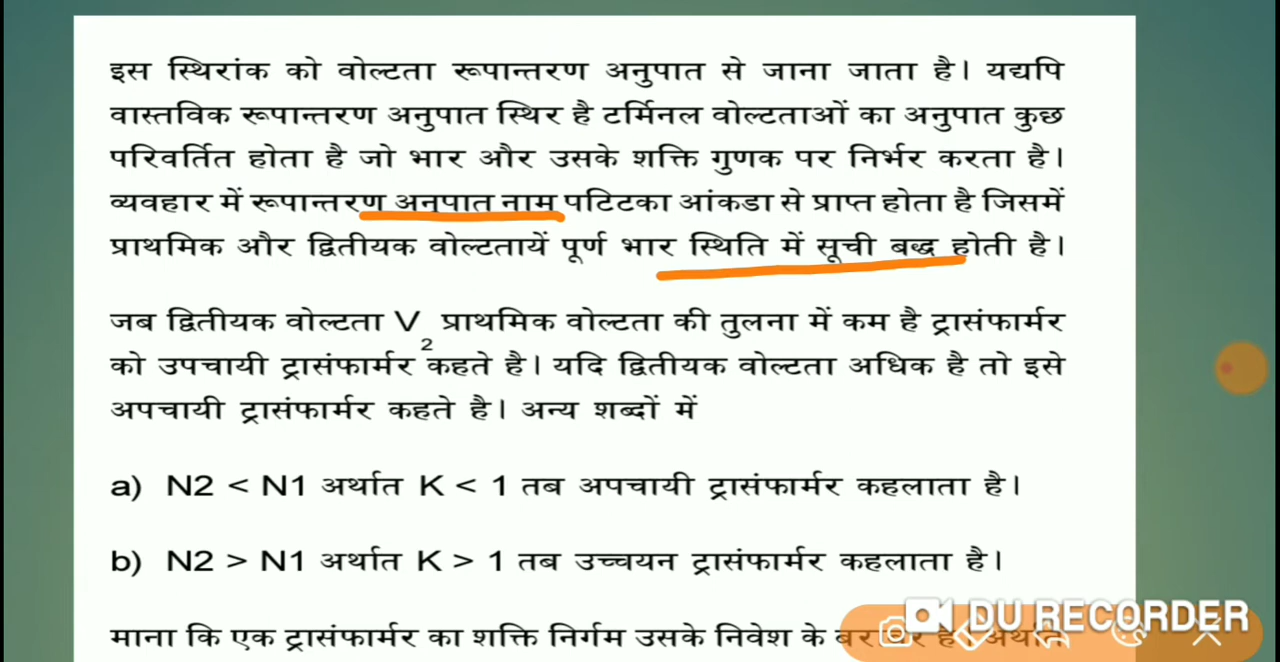 इस स्थिरांक को वोल्टता रूपान्तरण अनुपात से जाना जाता है। यद्यपि
वास्तविक रूपान्तरण अनुपात स्थिर है टर्मिनल वोल्टताओं का अनुपात कुछ
परिवर्तित होता है जो भार और उसके शक्ति गुणक पर निर्भर करता है।
व्यवहार में रूपान्तरण अनुपात नाम पटिटका आंकडा से प्राप्त होता है जिसमें
प्राथमिक और द्वितीयक वोल्टतायें पूर्ण भार स्थिति में सूची बद्ध होती है।
जब द्वितीयक वोल्टता V2 प्राथमिक वोल्टता की तुलना में कम है ट्रासंफार्मर
को उपचायी ट्रासंफार्मर कहते है। यदि द्वितीयक वोल्टता अधिक है तो इसे
अपचायी ट्रासंफार्मर कहते है। अन्य शब्दों में
a) N2 < N1 अर्थात K < 1 तब अपचायी ट्रासंफार्मर कहलाता है।
b) N2 > N1 अर्थात K > 1 तब उच्चयन ट्रासंफार्मर कहलाता है।
माना कि एक ट्रासंफार्मर का शक्ति निर्गम उसके निवेश के बराबर है। अर्थात
DU RECORDER